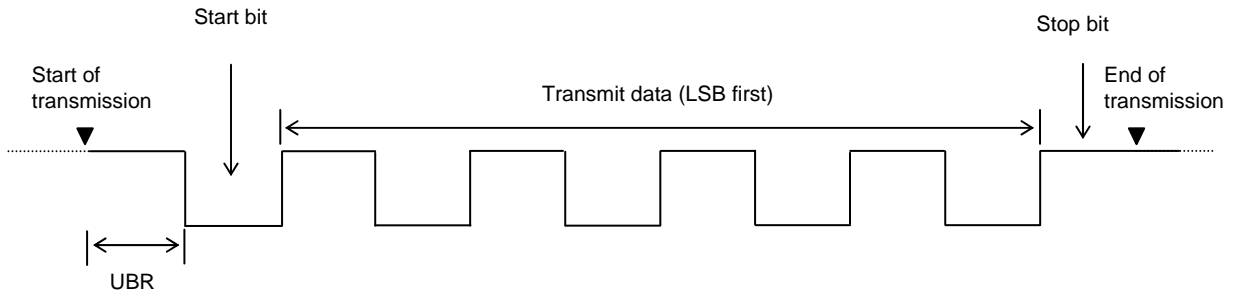 Start bit
Stop bit
Start of
transmission
Transmit data (LSB first)
End of
transmission
UBR